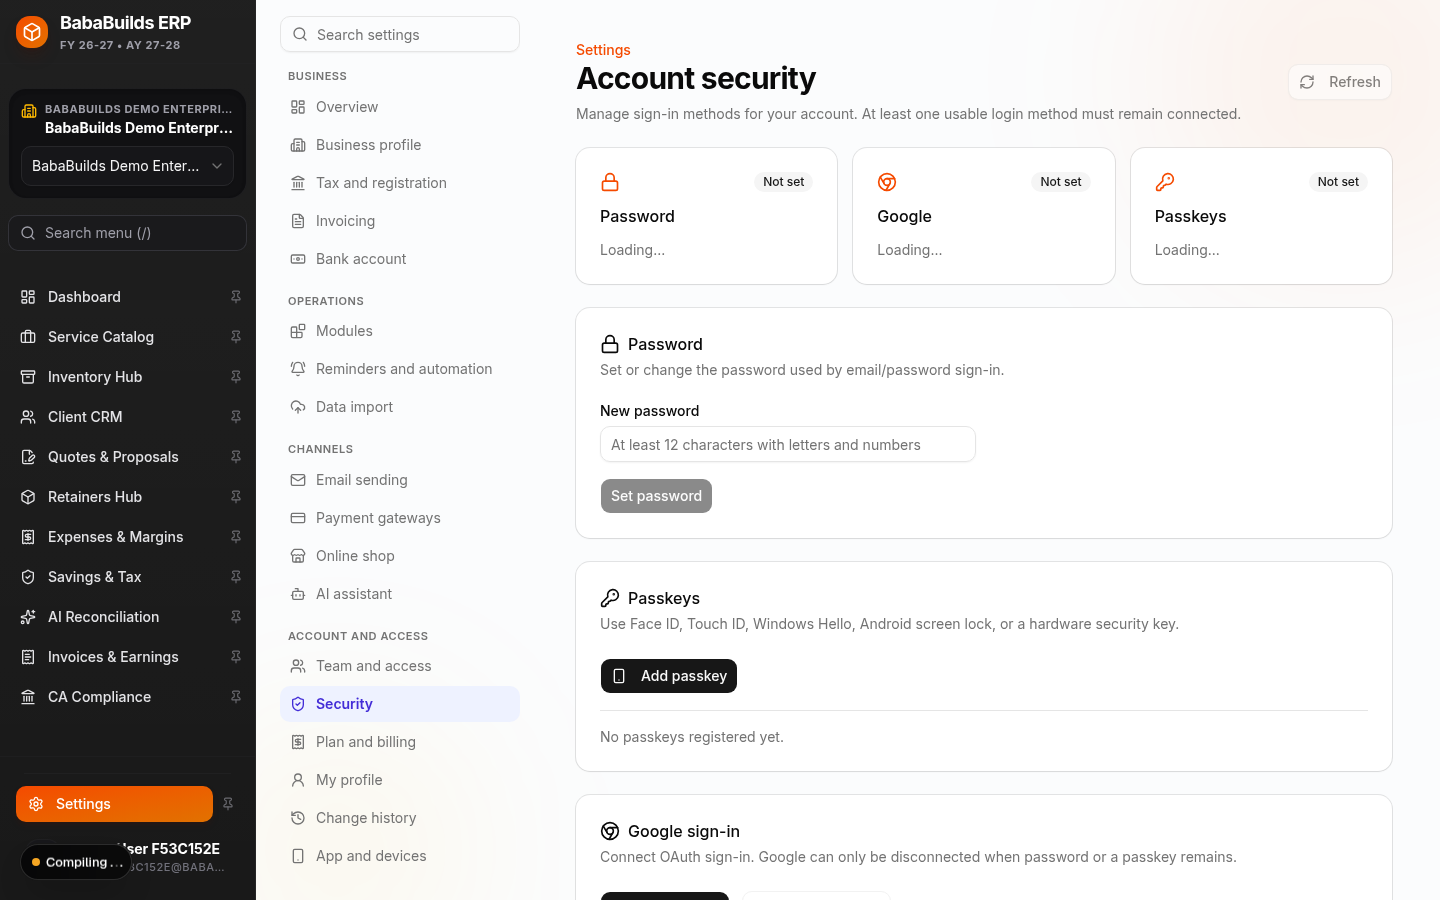 BabaBuilds ERP
FY 26-27 • AY 27-28
BABABUILDS DEMO ENTERPRI...
BabaBuilds Demo Enterpr...
BabaBuilds Demo Enter...
Search menu (/)
Dashboard
Service Catalog
Inventory Hub
Client CRM
Quotes & Proposals
Retainers Hub
Expenses & Margins
Savings & Tax
AI Reconciliation
Invoices & Earnings
CA Compliance
Settings
User F53C152E
3C152E@BABA...
Compiling...
Search settings
BUSINESS
Overview
Business profile
Tax and registration
Invoicing
Bank account
OPERATIONS
Modules
Reminders and automation
Data import
CHANNELS
Email sending
Payment gateways
Online shop
AI assistant
ACCOUNT AND ACCESS
Team and access
Security
Plan and billing
My profile
Change history
App and devices
Settings
Account security
Manage sign-in methods for your account. At least one usable login method must remain connected.
Refresh
Not set
Password
Loading...
Not set
Google
Loading...
Not set
Passkeys
Loading...
Password
Set or change the password used by email/password sign-in.
New password
At least 12 characters with letters and numbers
Set password
Passkeys
Use Face ID, Touch ID, Windows Hello, Android screen lock, or a hardware security key.
Add passkey
No passkeys registered yet.
Google sign-in
Connect OAuth sign-in. Google can only be disconnected when password or a passkey remains.